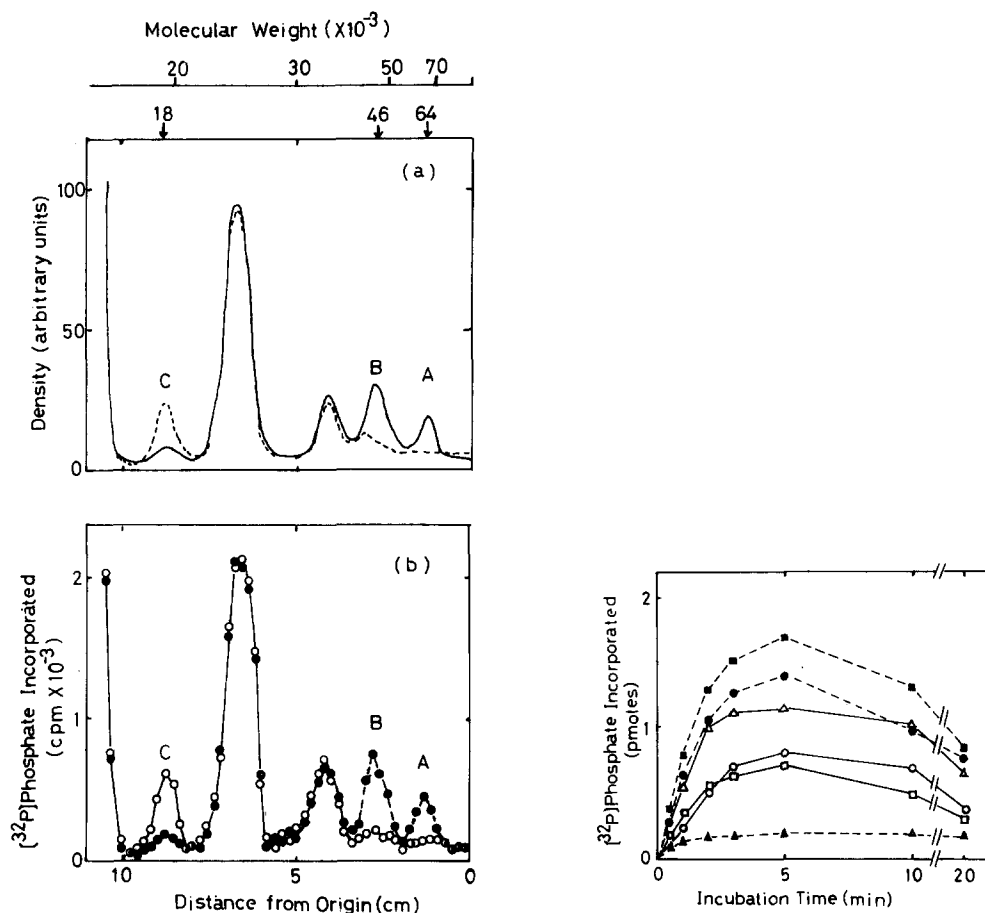 Molecular Weight (X10-3)
20 30 50 70
18 46 64
(a)
100
50
0
Density (arbitrary units)
C B A
(b)
2
1
0
[32P]Phosphate Incorporated
(cpm X10-3)
C B A
10 5 0
Distance from Origin (cm)
2
1
0
[32P]Phosphate Incorporated
(pmotes)
0 5 10 20
Incubation Time (min)